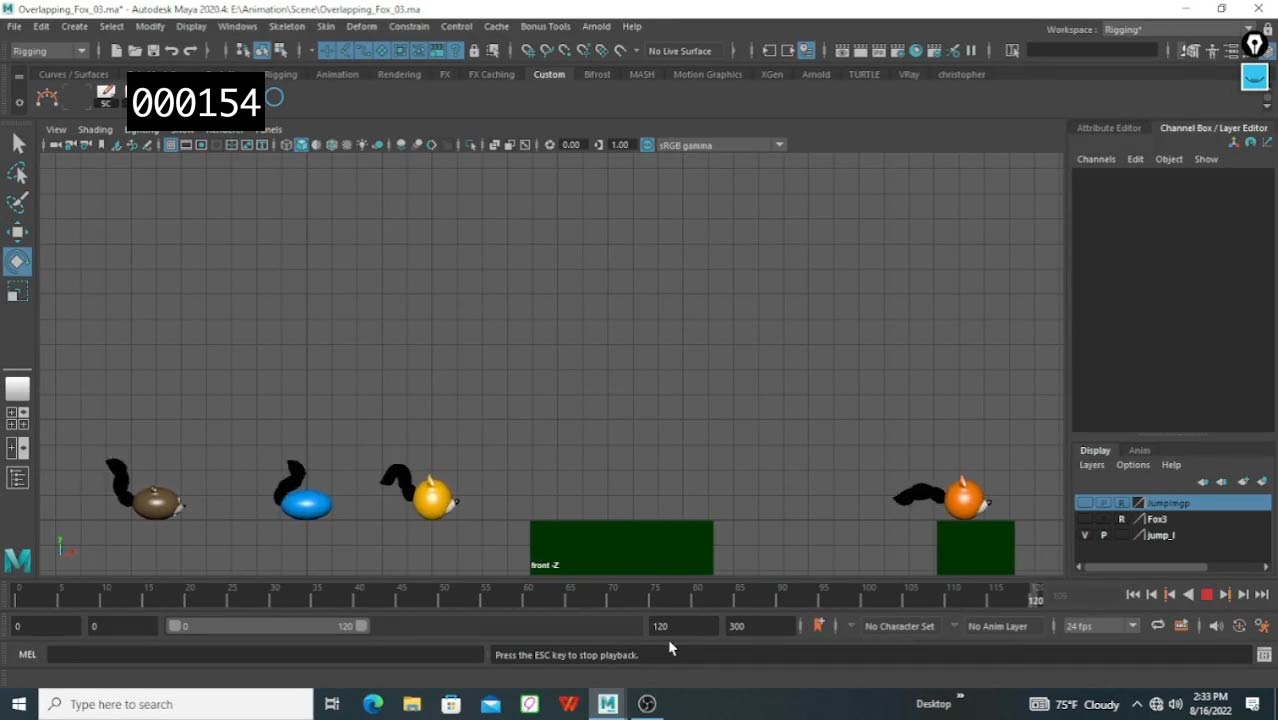 Overlapping_Fox_03.ma* - Autodesk Maya 2020.4: E:\Animation\Scene\Overlapping_Fox_03.ma
File Edit Create Select Modify Display Windows Skeleton Skin Deform Constrain Control Cache Bonus Tools Arnold Help
Workspace : Rigging*
Rigging No Live Surface
Curves / Surfaces Rigging Animation Rendering FX FX Caching Custom Bifrost MASH Motion Graphics XGen Arnold TURTLE VRay christopher
000154
SC
View Shading Lighting Show Renderer Panels
Attribute Editor Channel Box / Layer Editor
0.00 1.00 sRGB gamma
Channels Edit Object Show
Display Anim
Layers Options Help
R JumpImgp
R Fox3
V P jump_l
y
front -Z
0 5 10 15 20 25 30 35 40 45 50 55 60 65 70 75 80 85 90 95 100 105 110 115 120
120
109
0 0 0 120 120 300 No Character Set No Anim Layer 24 fps
MEL Press the ESC key to stop playback.
Type here to search Desktop 75°F Cloudy 2:33 PM
8/16/2022